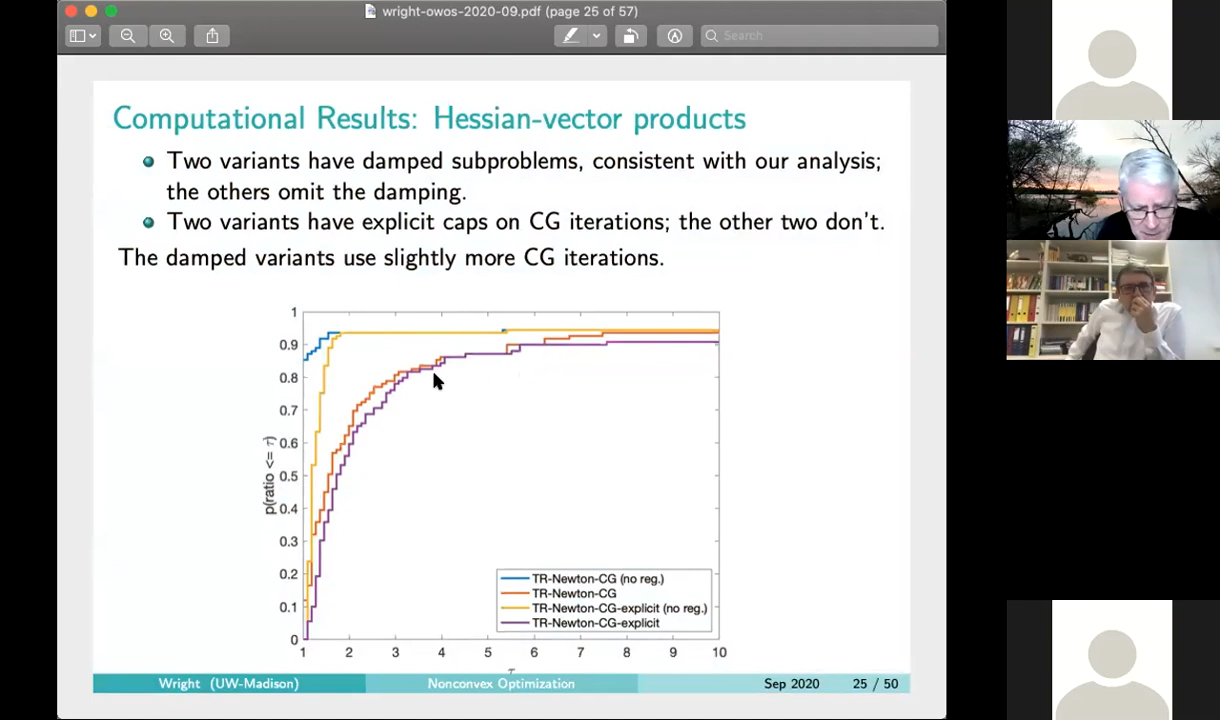 wright-owos-2020-09.pdf (page 25 of 57)
Search
Computational Results: Hessian-vector products
Two variants have damped subproblems, consistent with our analysis;
the others omit the damping.
Two variants have explicit caps on CG iterations; the other two don't.
The damped variants use slightly more CG iterations.
1
0.9
0.8
0.7
0.6
0.5
0.4
0.3
0.2
0.1
0
p(ratio <= τ)
TR-Newton-CG (no reg.)
TR-Newton-CG
TR-Newton-CG-explicit (no reg.)
TR-Newton-CG-explicit
1 2 3 4 5 6 7 8 9 10
Wright (UW-Madison) Nonconvex Optimization Sep 2020 25 / 50